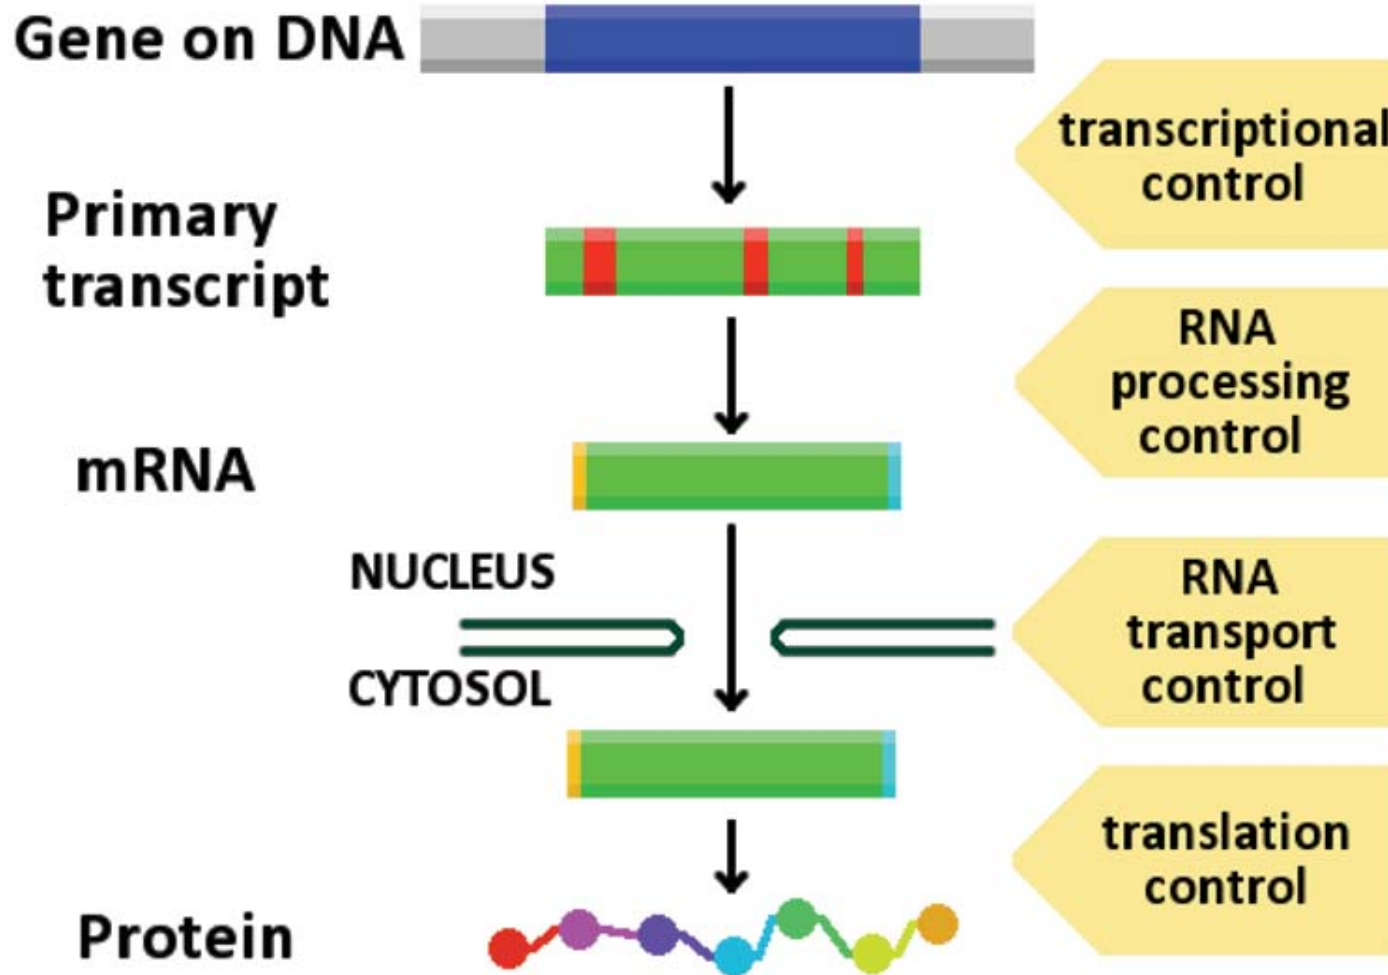 Gene on DNA
transcriptional
control
Primary
transcript
RNA
processing
control
mRNA
NUCLEUS
RNA
transport
control
CYTOSOL
translation
control
Protein